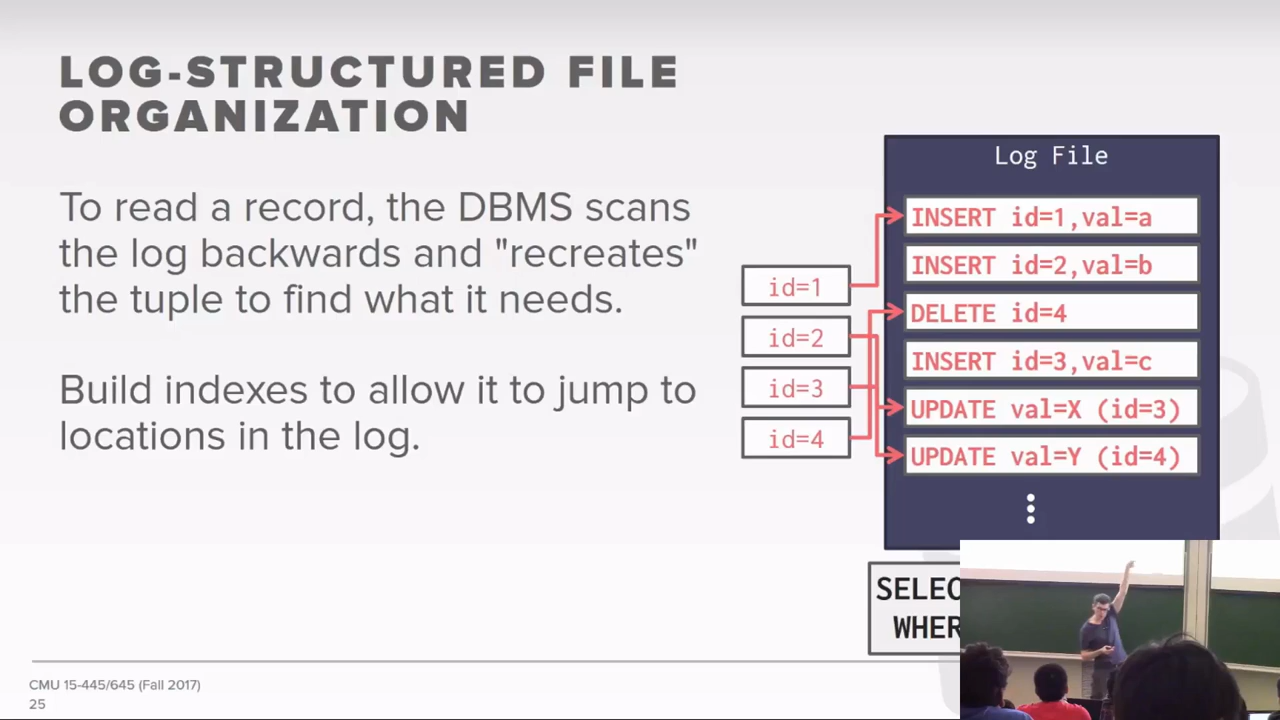 LOG-STRUCTURED FILE
ORGANIZATION
To read a record, the DBMS scans
the log backwards and "recreates"
the tuple to find what it needs.
Build indexes to allow it to jump to
locations in the log.
id=1
id=2
id=3
id=4
Log File
INSERT id=1,val=a
INSERT id=2,val=b
DELETE id=4
INSERT id=3,val=c
UPDATE val=X (id=3)
UPDATE val=Y (id=4)
SELEC
WHER
CMU 15-445/645 (Fall 2017)
25